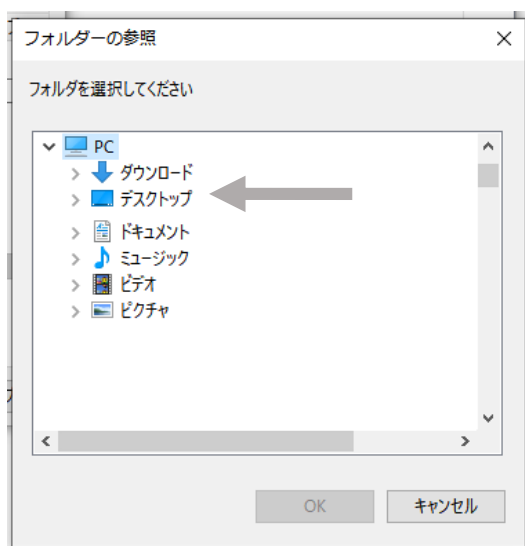 フォルダーの参照
フォルダを選択してください
PC
ダウンロード
デスクトップ
ドキュメント
ミュージック
ビデオ
ピクチャ
OK
キャンセル